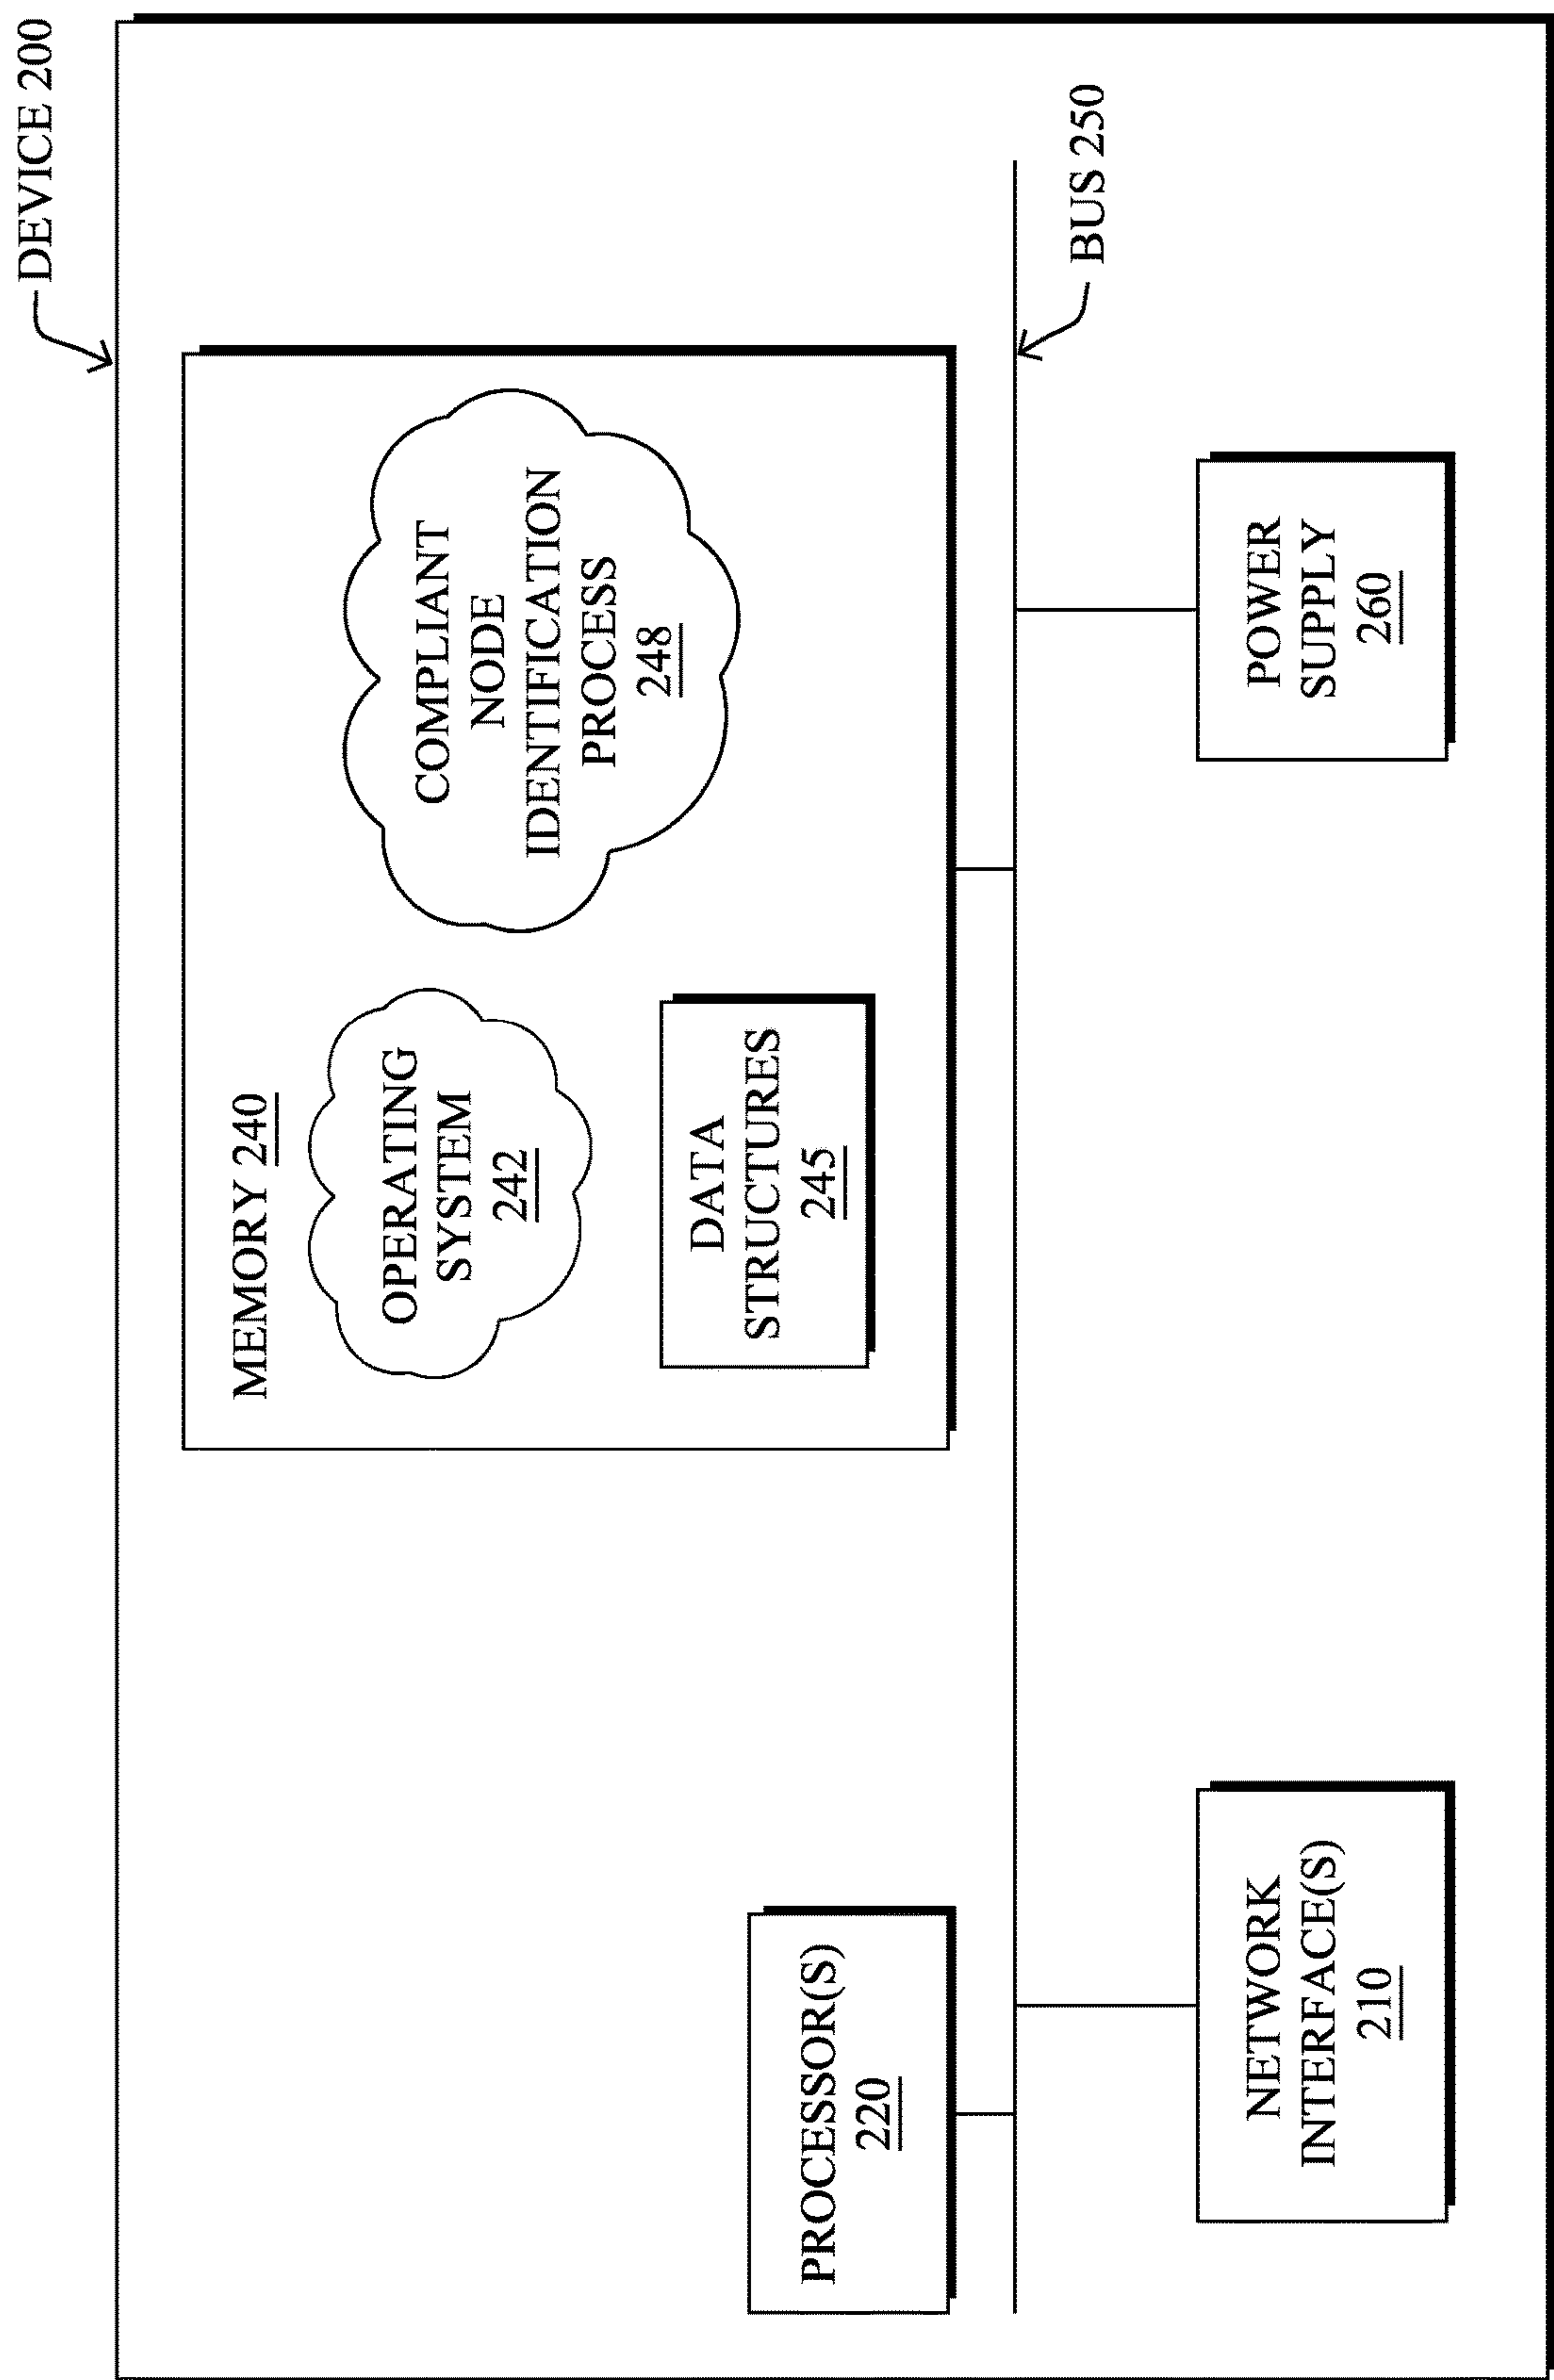 DEVICE 200
MEMORY 240
OPERATING
SYSTEM
242
COMPLIANT
NODE
IDENTIFICATION
PROCESS
248
DATA
STRUCTURES
245
PROCESSOR(S)
220
BUS 250
NETWORK
INTERFACE(S)
210
POWER
SUPPLY
260